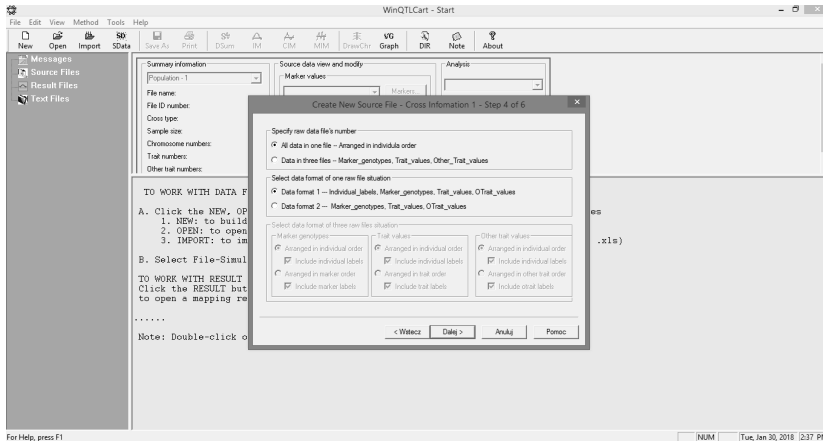 WinQTLCart - Start
File Edit View Method Tools Help
New Open Import SData Save As Print DSum IM CIM MIM DrawChr Graph DIR Note About
Messages
Source Files
Result Files
Text Files
Summary information
Population - 1
File name:
File ID number:
Cross type:
Sample size:
Chromosome numbers:
Trait numbers:
Other trait numbers:
Source data view and modify
Marker values
Markers...
Analysis
Create New Source File - Cross Infomation 1 - Step 4 of 6
Specify raw data file's number
All data in one file -- Arranged in individula order
Data in three files -- Marker_genotypes, Trait_values, Other_Trait_values
Select data format of one raw file situation
Data format 1 --- Individual_labels, Marker_genotypes, Trait_values, OTrait_values
Data format 2 -- Marker_genotypes, Trait_values, OTrait_values
Select data format of three raw files situation
Marker genotypes
Arranged in individual order
Include individual labels
Arranged in marker order
Include marker labels
Trait values
Arranged in individual order
Include individual labels
Arranged in trait order
Include trait labels
Other trait values
Arranged in individual order
Include individual labels
Arranged in other trait order
Include otrait labels
< Wstecz Dalej > Anuluj Pomoc
TO WORK WITH DATA F
A. Click the NEW, OP es
1. NEW: to build
2. OPEN: to open
3. IMPORT: to im .xls)
B. Select File-Simul
TO WORK WITH RESULT
Click the RESULT but
to open a mapping re
......
Note: Double-click o
For Help, press F1
NUM Tue, Jan 30, 2018 2:37 PM